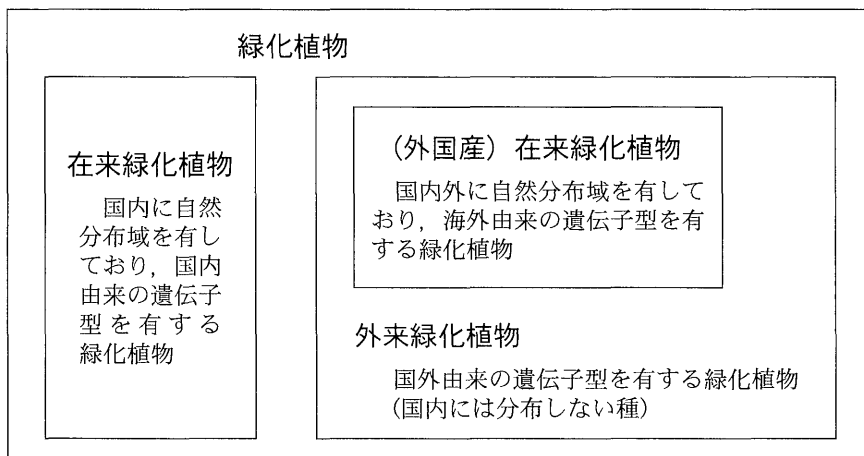 緑化植物
在来緑化植物
国内に自然
分布域を有し
ており，国内
由来の遺伝子
型を有する
緑化植物
（外国産）在来緑化植物
国内外に自然分布域を有して
おり，海外由来の遺伝子型を有
する緑化植物
外来緑化植物
国外由来の遺伝子型を有する緑化植物
（国内には分布しない種）